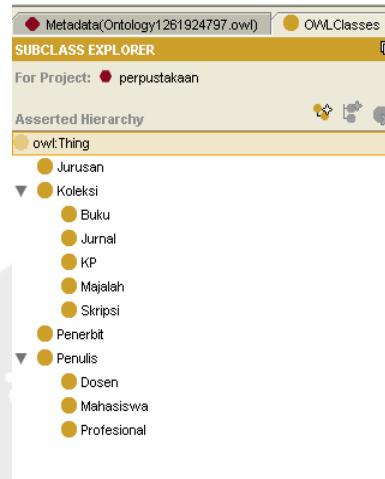 Metadata(Ontology1261924797.owl) OWLClasses
SUBCLASS EXPLORER
For Project: perpustakaan
Asserted Hierarchy
owl:Thing
Jurusan
Koleksi
Buku
Jurnal
KP
Majalah
Skripsi
Penerbit
Penulis
Dosen
Mahasiswa
Profesional